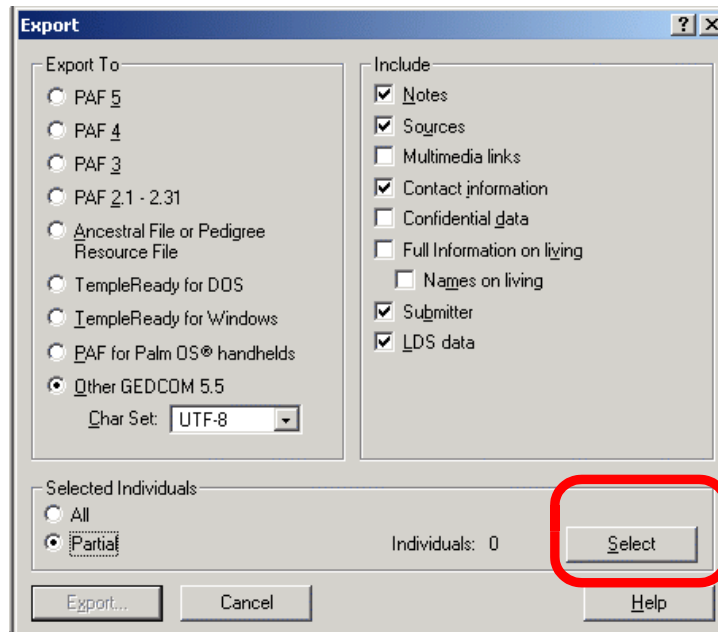 Export
Export To
PAF 5
PAF 4
PAF 3
PAF 2.1 - 2.31
Ancestral File or Pedigree
Resource File
TempleReady for DOS
TempleReady for Windows
PAF for Palm OS® handhelds
Other GEDCOM 5.5
Char Set: UTF-8
Include
Notes
Sources
Multimedia links
Contact information
Confidential data
Full Information on living
Names on living
Submitter
LDS data
Selected Individuals
All
Partial
Individuals: 0
Select
Export...
Cancel
Help